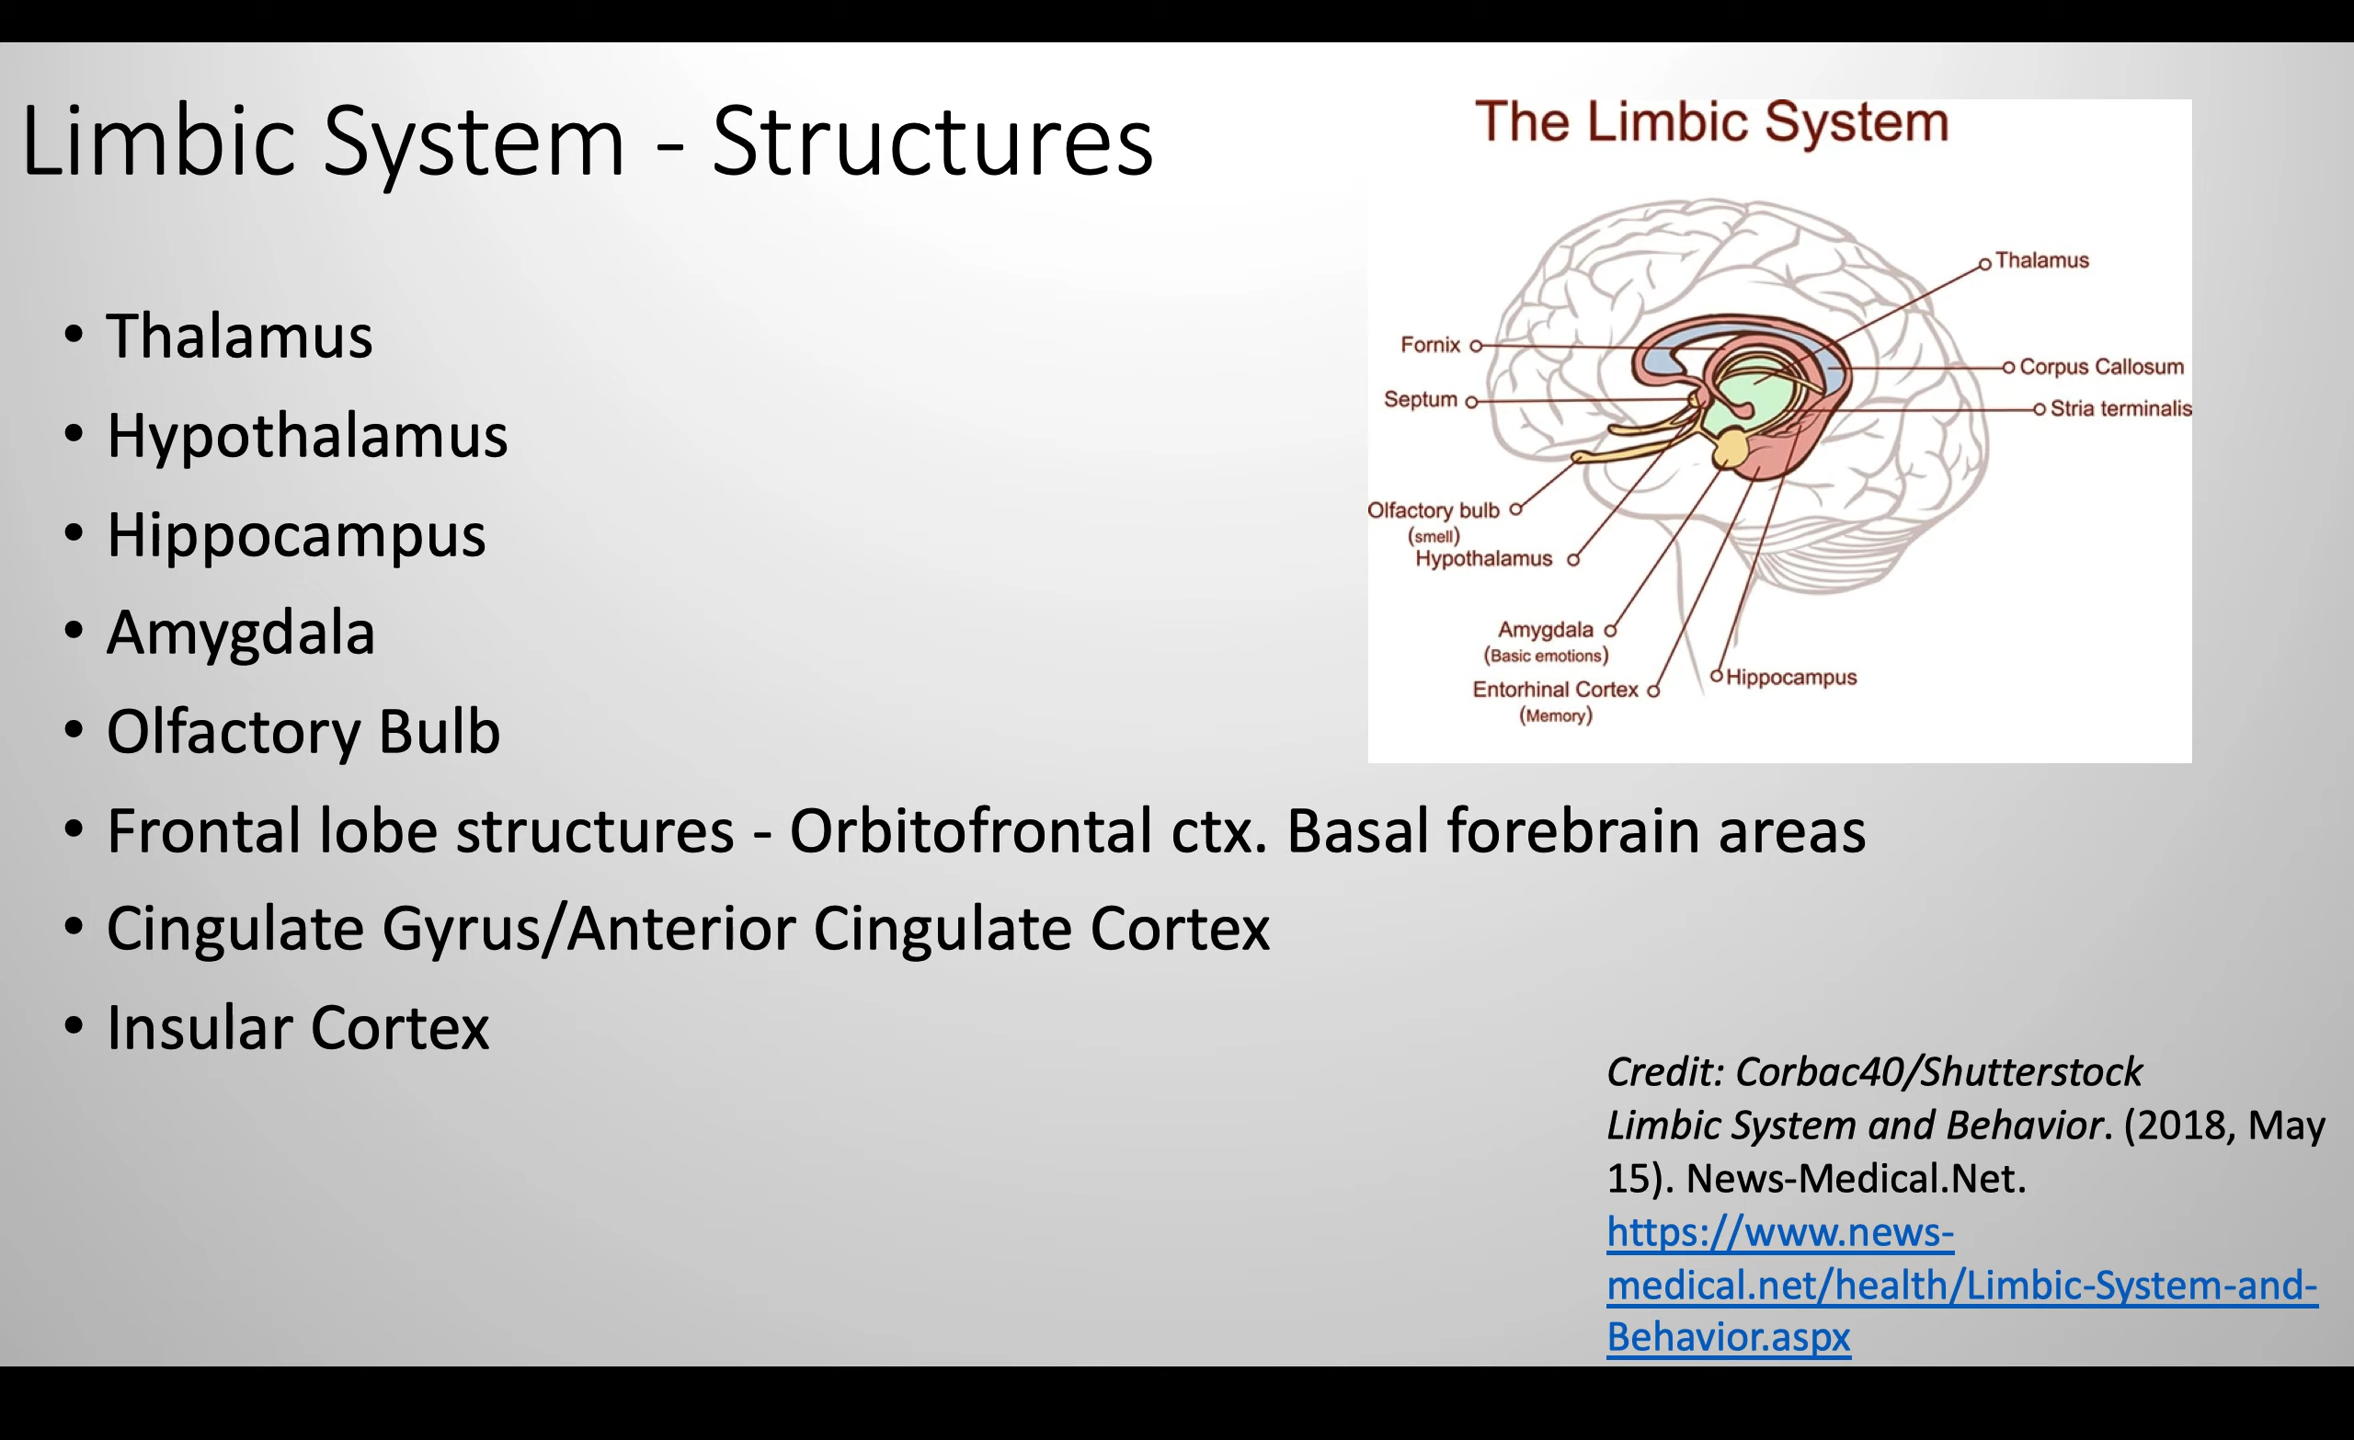 Limbic System - Structures
• Thalamus
• Hypothalamus
• Hippocampus
• Amygdala
• Olfactory Bulb
• Frontal lobe structures - Orbitofrontal ctx. Basal forebrain areas
• Cingulate Gyrus/Anterior Cingulate Cortex
• Insular Cortex
The Limbic System
Thalamus
Fornix
Corpus Callosum
Septum
Stria terminalis
Olfactory bulb
(smell)
Hypothalamus
Amygdala
(Basic emotions)
Entorhinal Cortex
(Memory)
Hippocampus
Credit: Corbac40/Shutterstock
Limbic System and Behavior. (2018, May
15). News-Medical.Net.
https://www.news-
medical.net/health/Limbic-System-and-
Behavior.aspx